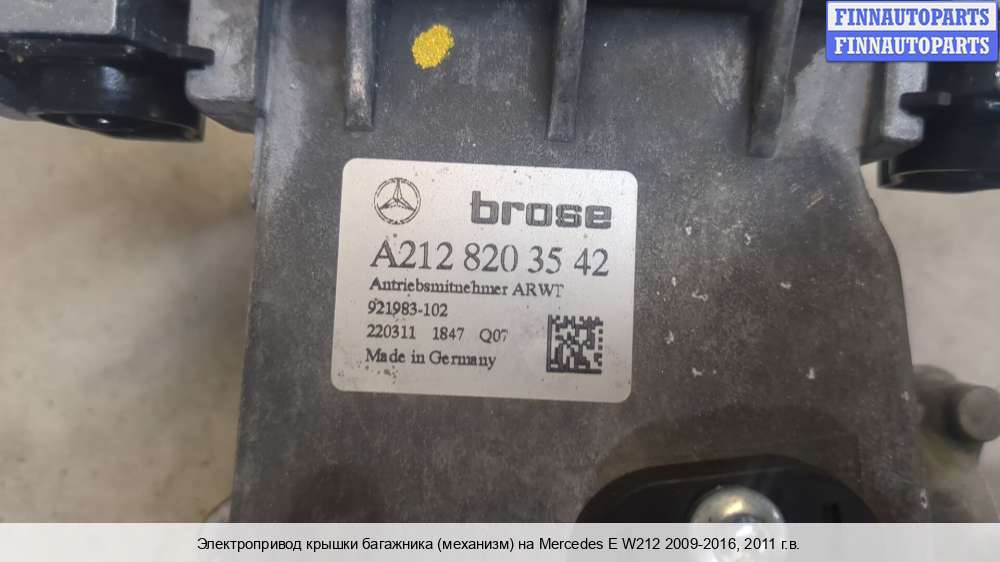 FINNAUTOPARTS
FINNAUTOPARTS
brose
A212 820 35 42
Antriebsmitnehmer ARWT
921983-102
220311 1847 Q07
Made in Germany
Электропривод крышки багажника (механизм) на Mercedes E W212 2009-2016, 2011 г.в.